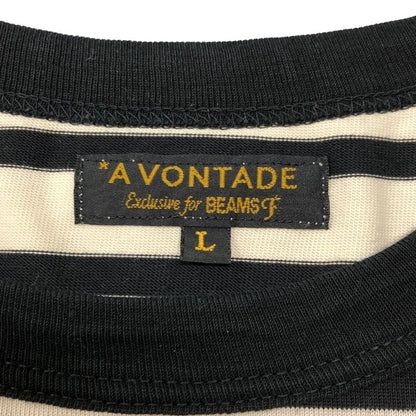 *A VONTADE
Exclusive for BEAMS F
L